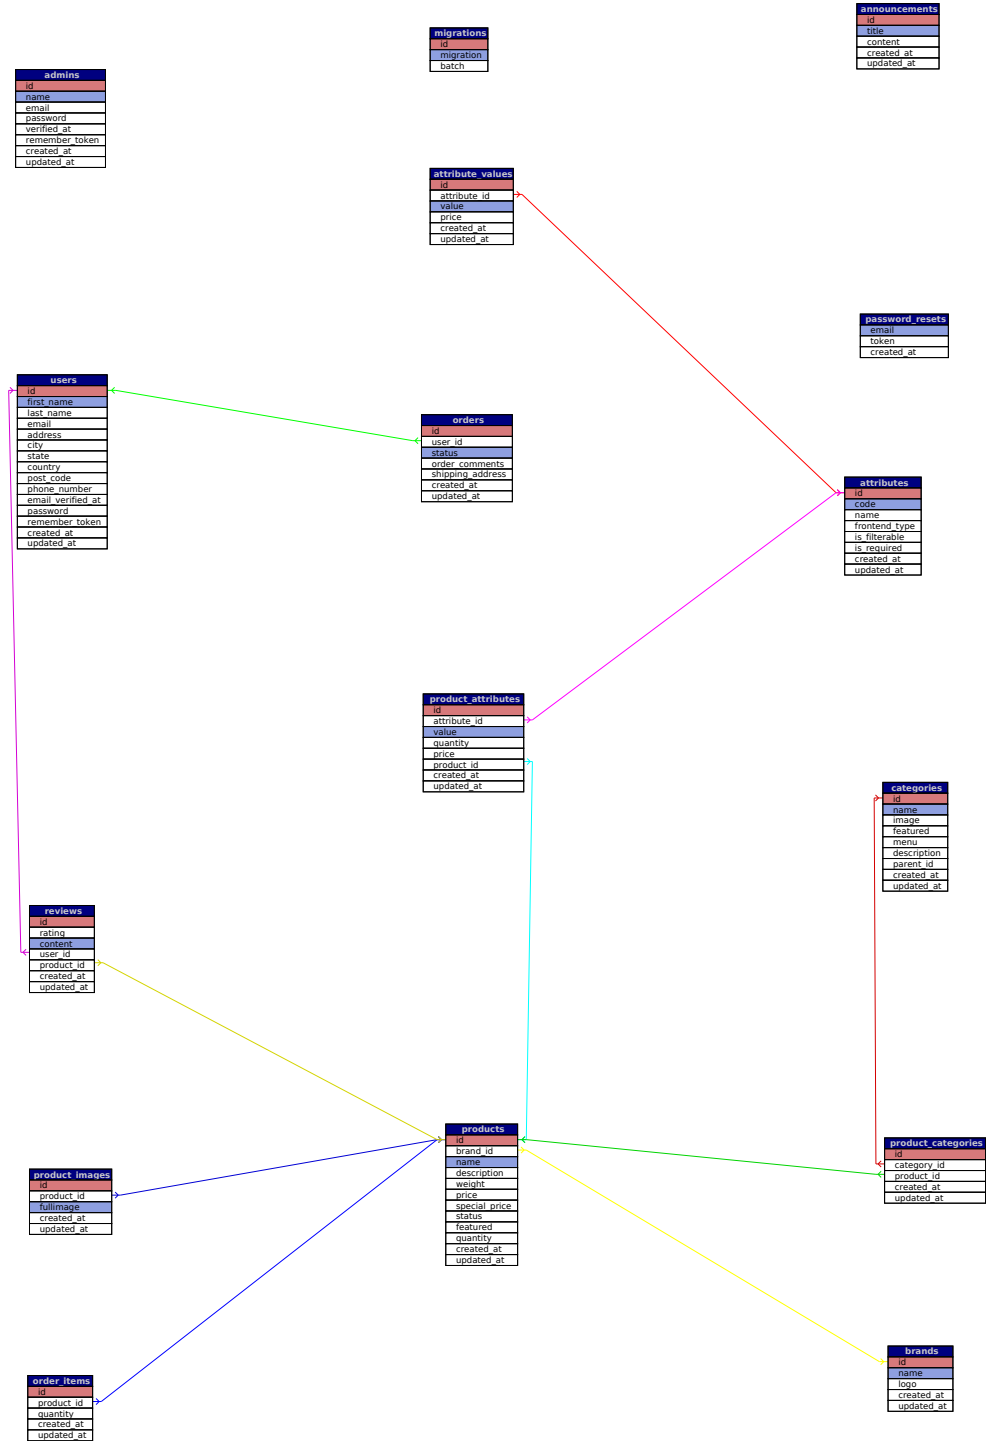 announcements
id
title
content
created_at
updated_at
migrations
id
migration
batch
admins
id
name
email
password
verified_at
remember_token
created_at
updated_at
attribute_values
id
attribute_id
value
price
created_at
updated_at
password_resets
email
token
created_at
users
id
first_name
last_name
email
address
city
state
country
post_code
phone_number
email_verified_at
password
remember_token
created_at
updated_at
orders
id
user_id
status
order_comments
shipping_address
created_at
updated_at
attributes
id
code
name
frontend_type
is_filterable
is_required
created_at
updated_at
product_attributes
id
attribute_id
value
quantity
price
product_id
created_at
updated_at
categories
id
name
image
featured
menu
description
parent_id
created_at
updated_at
reviews
id
rating
content
user_id
product_id
created_at
updated_at
products
id
brand_id
name
description
weight
price
special_price
status
featured
quantity
created_at
updated_at
product_categories
id
category_id
product_id
created_at
updated_at
product_images
id
product_id
fullimage
created_at
updated_at
brands
id
name
logo
created_at
updated_at
order_items
id
product_id
quantity
created_at
updated_at